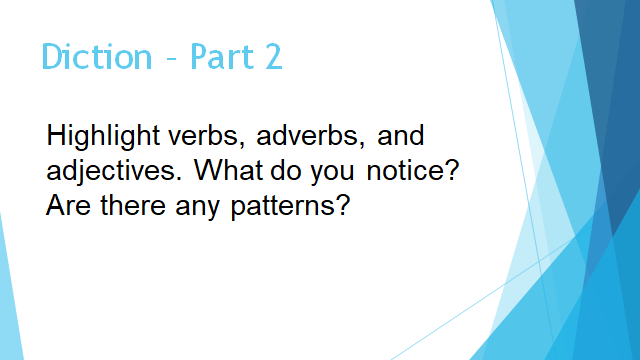 Diction – Part 2
Highlight verbs, adverbs, and
adjectives. What do you notice?
Are there any patterns?